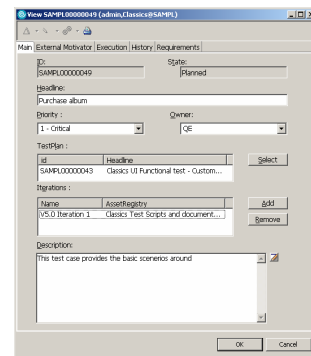 View SAMPL00000049 (admin,Classics@SAMPL)
Main External Motivator Execution History Requirements
ID: State:
SAMPL00000049 Planned
Headline:
Purchase album
Priority : Owner:
1 - Critical QE
TestPlan :
id Headline Select
SAMPL00000043 Classics UI Functional test - Custom...
Iterations :
Name AssetRegistry Add
V5.0 Iteration 1 Classics Test Scripts and document...
Remove
Description:
This test case provides the basic scenerios around
OK Cancel